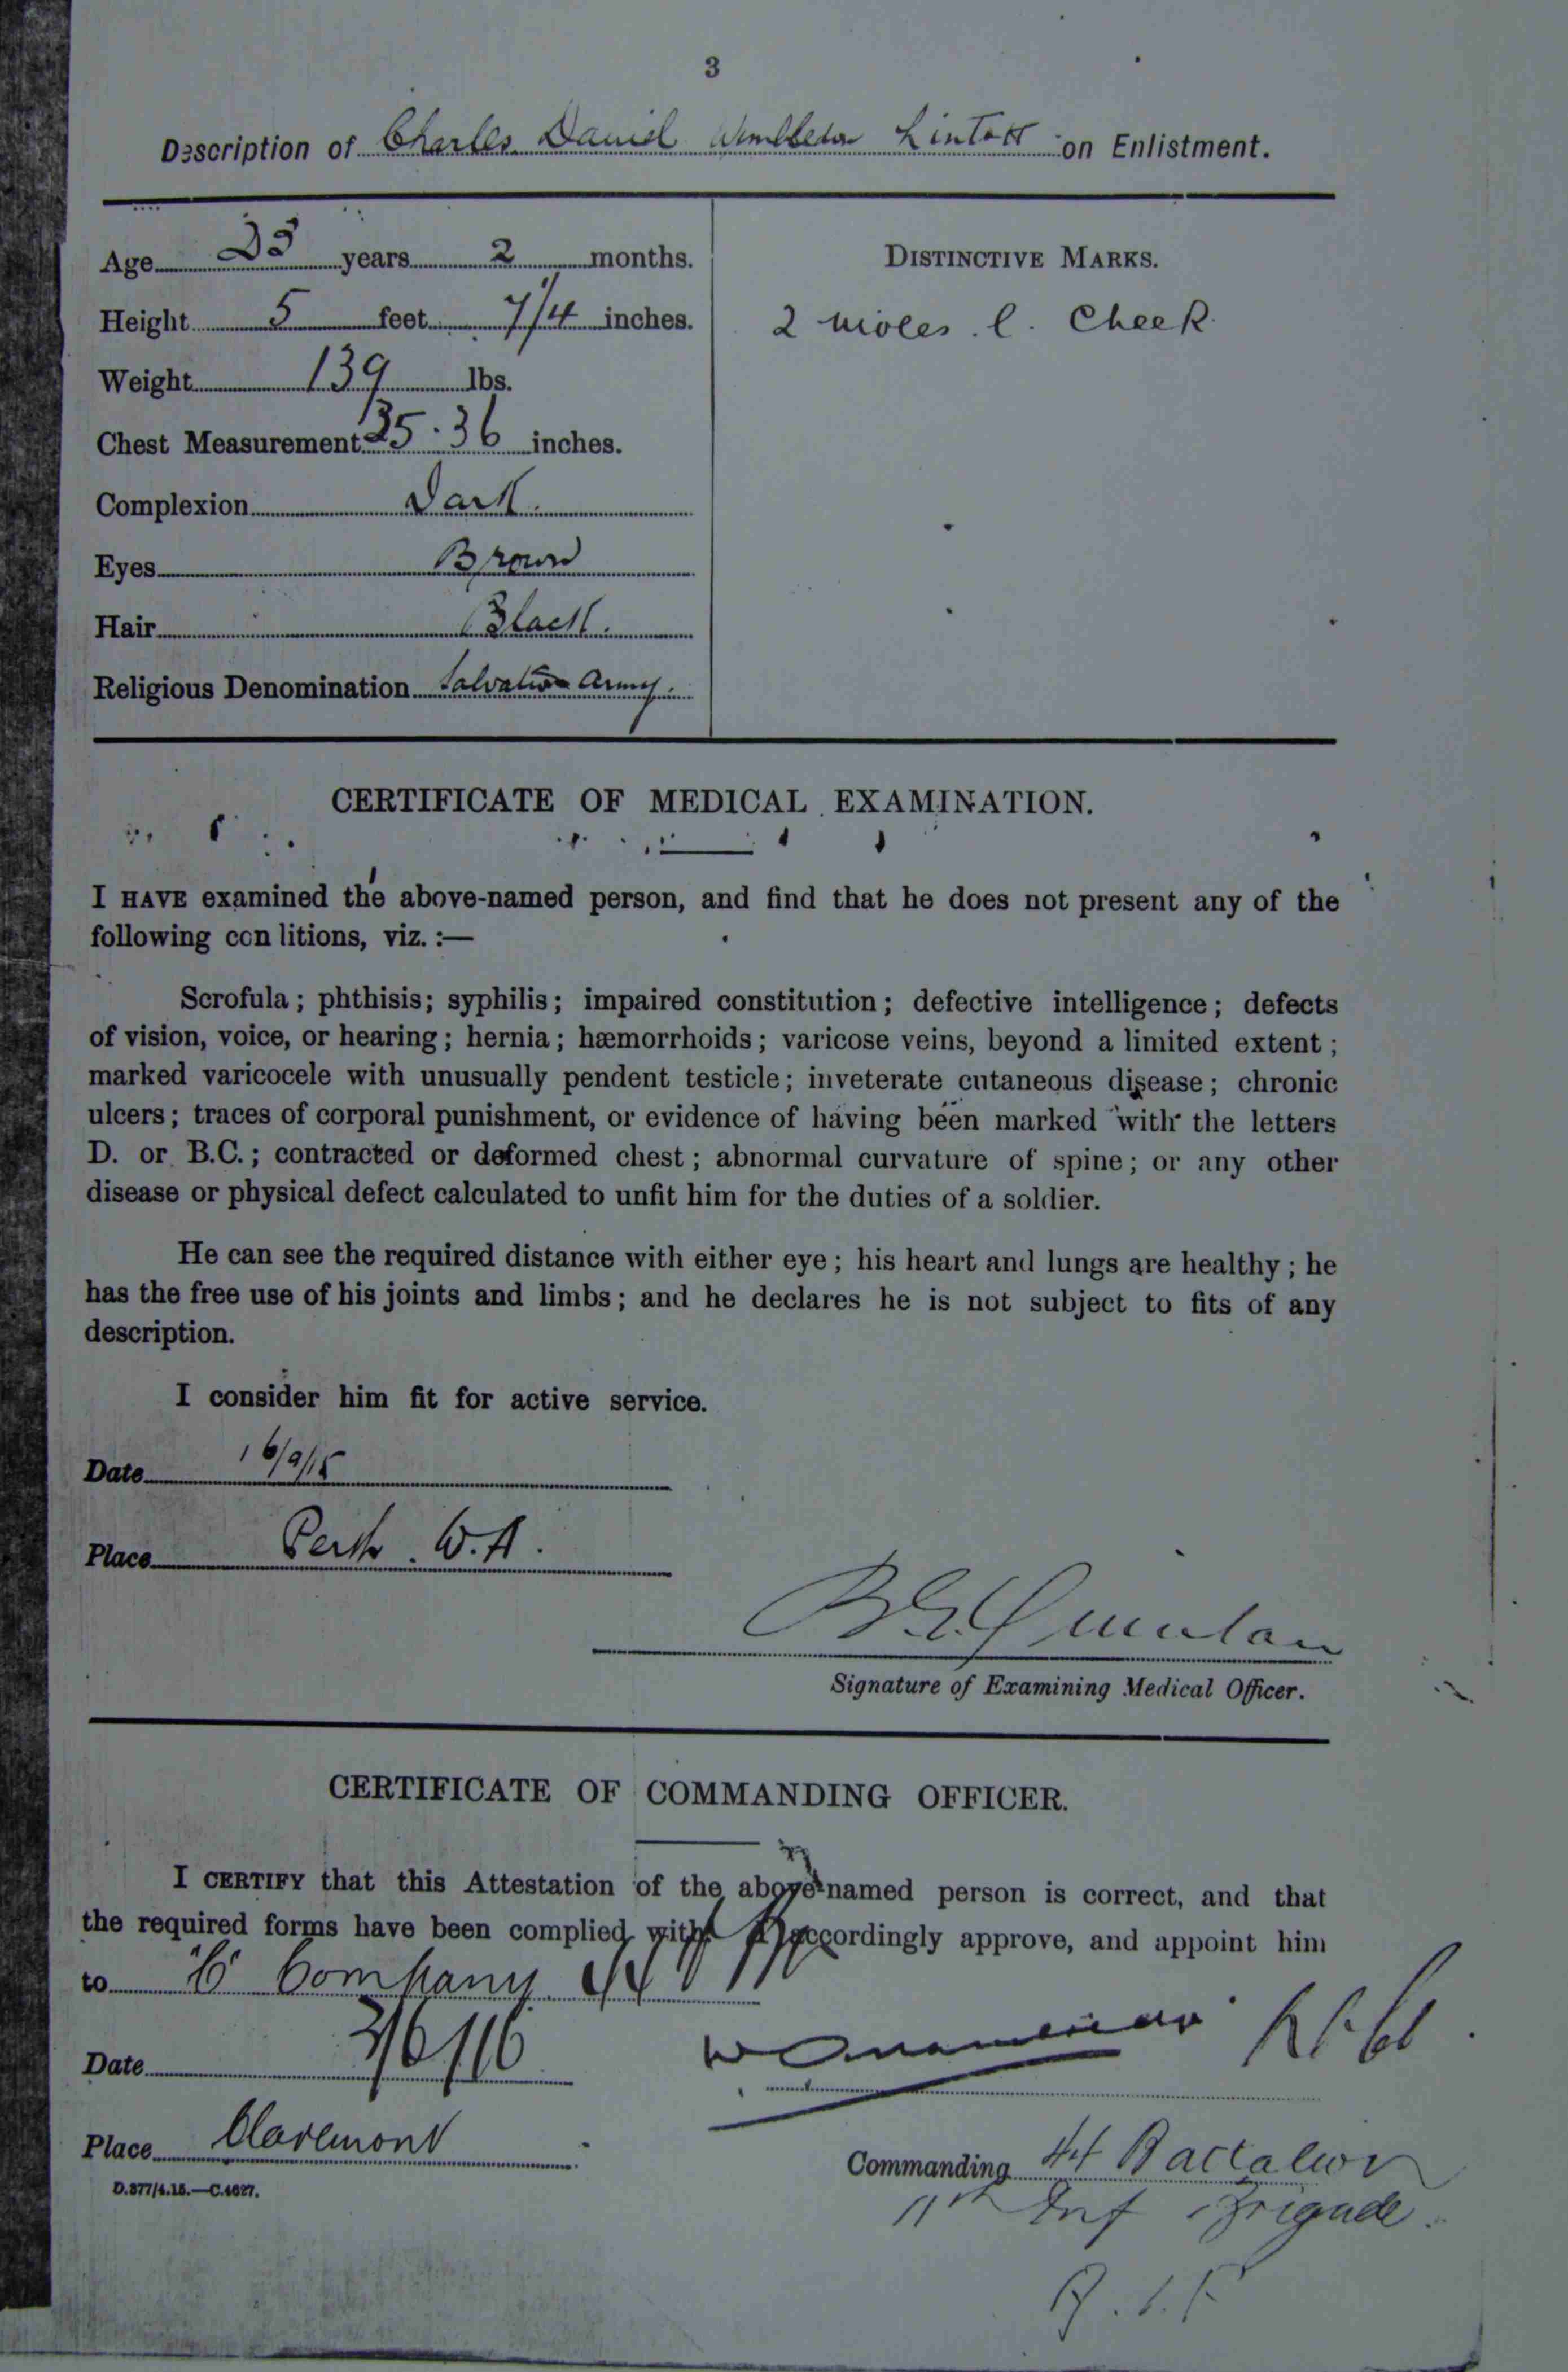 3
Description of Charles Daniel Wimbledon Lintott on Enlistment.
Age 23 years 2 months.
Height 5 feet 7 1/4 inches.
Weight 139 lbs.
Chest Measurement 35 . 36 inches.
Complexion Dark.
Eyes Brown
Hair Black.
Religious Denomination Salvation Army.
DISTINCTIVE MARKS.
2 moles . l . Cheek
CERTIFICATE OF MEDICAL EXAMINATION.
I HAVE examined the above-named person, and find that he does not present any of the
following con litions, viz. :—
Scrofula ; phthisis; syphilis ; impaired constitution ; defective intelligence ; defects
of vision, voice, or hearing ; hernia ; hæmorrhoids ; varicose veins, beyond a limited extent ;
marked varicocele with unusually pendent testicle ; inveterate cutaneous disease ; chronic
ulcers ; traces of corporal punishment, or evidence of having been marked with the letters
D. or B.C. ; contracted or deformed chest ; abnormal curvature of spine ; or any other
disease or physical defect calculated to unfit him for the duties of a soldier.
He can see the required distance with either eye ; his heart and lungs are healthy ; he
has the free use of his joints and limbs ; and he declares he is not subject to fits of any
description.
I consider him fit for active service.
Date 16/9/15
Place Perth . W.A.
B.G. Quinlan
Signature of Examining Medical Officer.
CERTIFICATE OF COMMANDING OFFICER.
I CERTIFY that this Attestation of the above-named person is correct, and that
the required forms have been complied with. I accordingly approve, and appoint him
to "C" Company 44
Date 3/6/16
Place Claremont
Commanding 44 Battalion
11th Inf Brigade.
A.I.F
D.377/4.15.—C.4627.